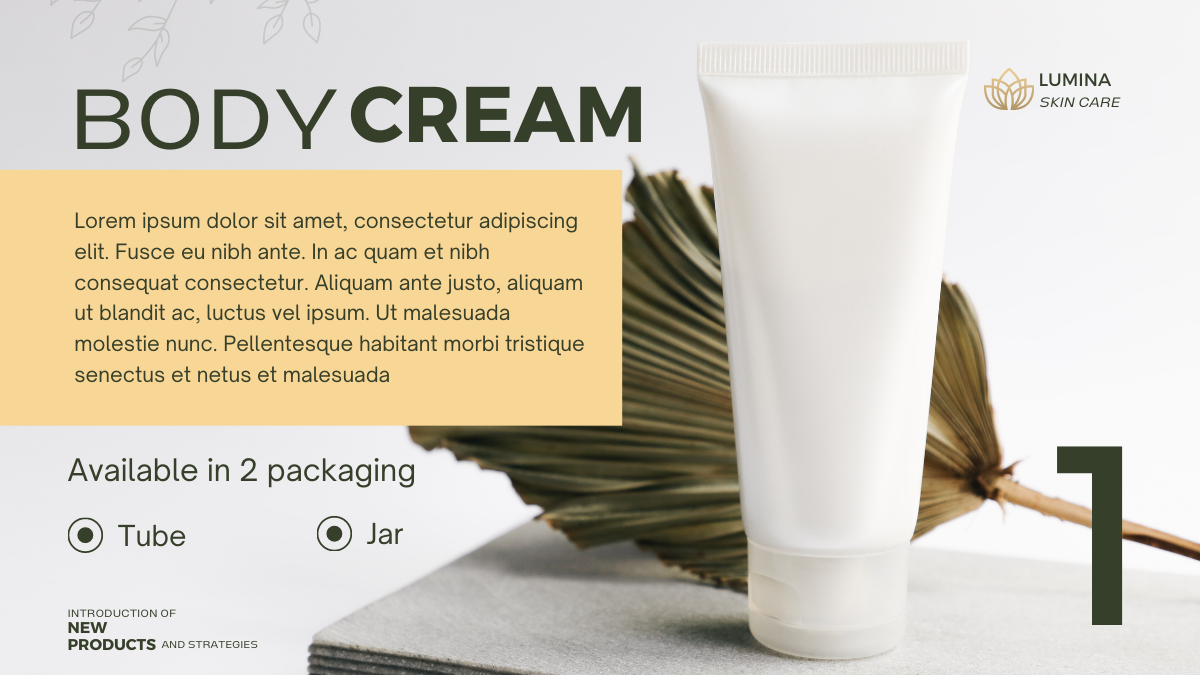 BODY CREAM
LUMINA
SKIN CARE
Lorem ipsum dolor sit amet, consectetur adipiscing
elit. Fusce eu nibh ante. In ac quam et nibh
consequat consectetur. Aliquam ante justo, aliquam
ut blandit ac, luctus vel ipsum. Ut malesuada
molestie nunc. Pellentesque habitant morbi tristique
senectus et netus et malesuada
Available in 2 packaging
Tube
Jar
1
INTRODUCTION OF
NEW
PRODUCTS AND STRATEGIES